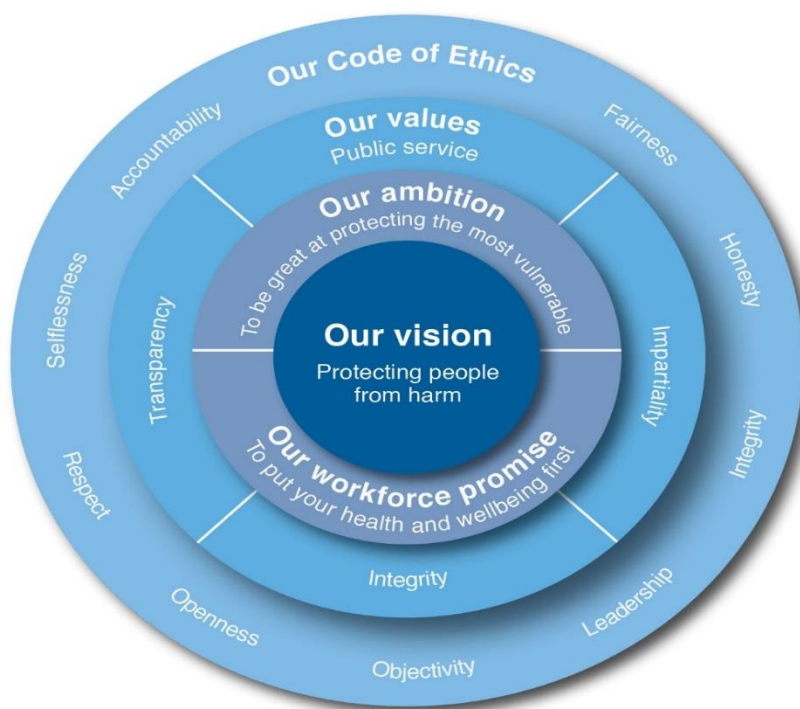 Our Code of Ethics
Accountability
Fairness
Selflessness
Honesty
Respect
Integrity
Openness
Objectivity
Leadership
Our values
Public service
Transparency
Impartiality
Integrity
Our ambition
To be great at protecting the most vulnerable
Our vision
Protecting people
from harm
Our workforce promise
To put your health and wellbeing first